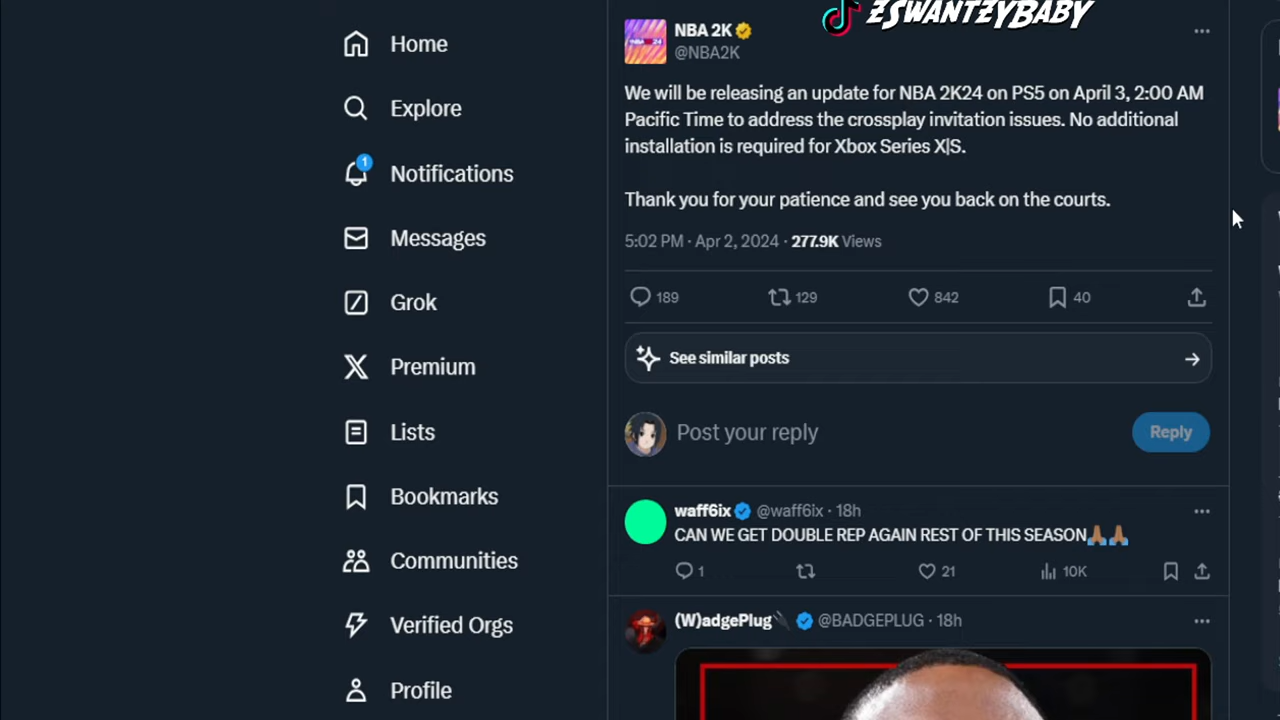 ZSWANTZYBABY
Home
Explore
1
Notifications
Messages
Grok
Premium
Lists
Bookmarks
Communities
Verified Orgs
Profile
NBA 2K
@NBA2K
We will be releasing an update for NBA 2K24 on PS5 on April 3, 2:00 AM
Pacific Time to address the crossplay invitation issues. No additional
installation is required for Xbox Series X|S.
Thank you for your patience and see you back on the courts.
5:02 PM · Apr 2, 2024 · 277.9K Views
189 129 842 40
See similar posts
Post your reply
Reply
waff6ix @waff6ix · 18h
CAN WE GET DOUBLE REP AGAIN REST OF THIS SEASON🙏🏾🙏🏾
1 21 10K
(W)adgePlug🔌 @BADGEPLUG · 18h